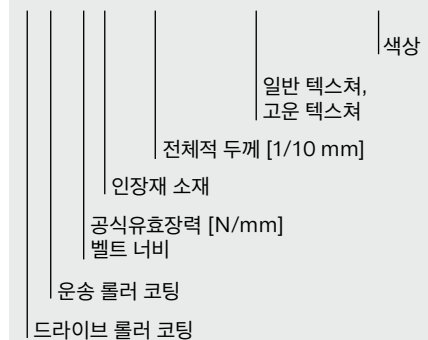 색상
일반 텍스쳐,
고운 텍스쳐
전체적 두께 [1/10 mm]
인장재 소재
공식유효장력 [N/mm]
벨트 너비
운송 롤러 코팅
드라이브 롤러 코팅